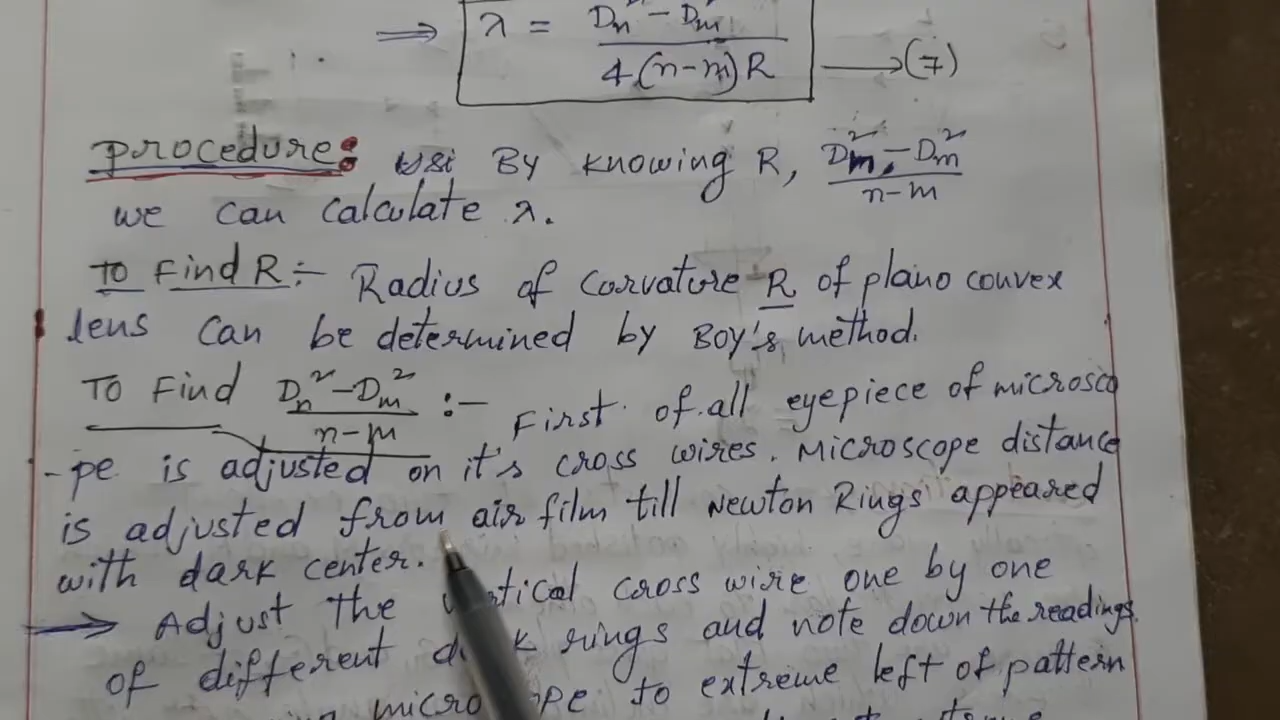 ⇒ λ = (Dn² − Dm²) / (4(n−m)R) ⟶ (7)
procedure: usi By knowing R, (Dm² − Dm²) / (n−m)
we can calculate λ.
To Find R:− Radius of Curvature R of plano convex
lens can be determined by Boy's method.
To Find (Dn² − Dm²) / (n−m) :− First of all eyepiece of microsco
-pe is adjusted on it's cross wires. Microscope distance
is adjusted from air film till Newton Rings appeared
with dark center.
→ Adjust the cross wire one by one
of different rings and note down the readings.
to extreme left of pattern